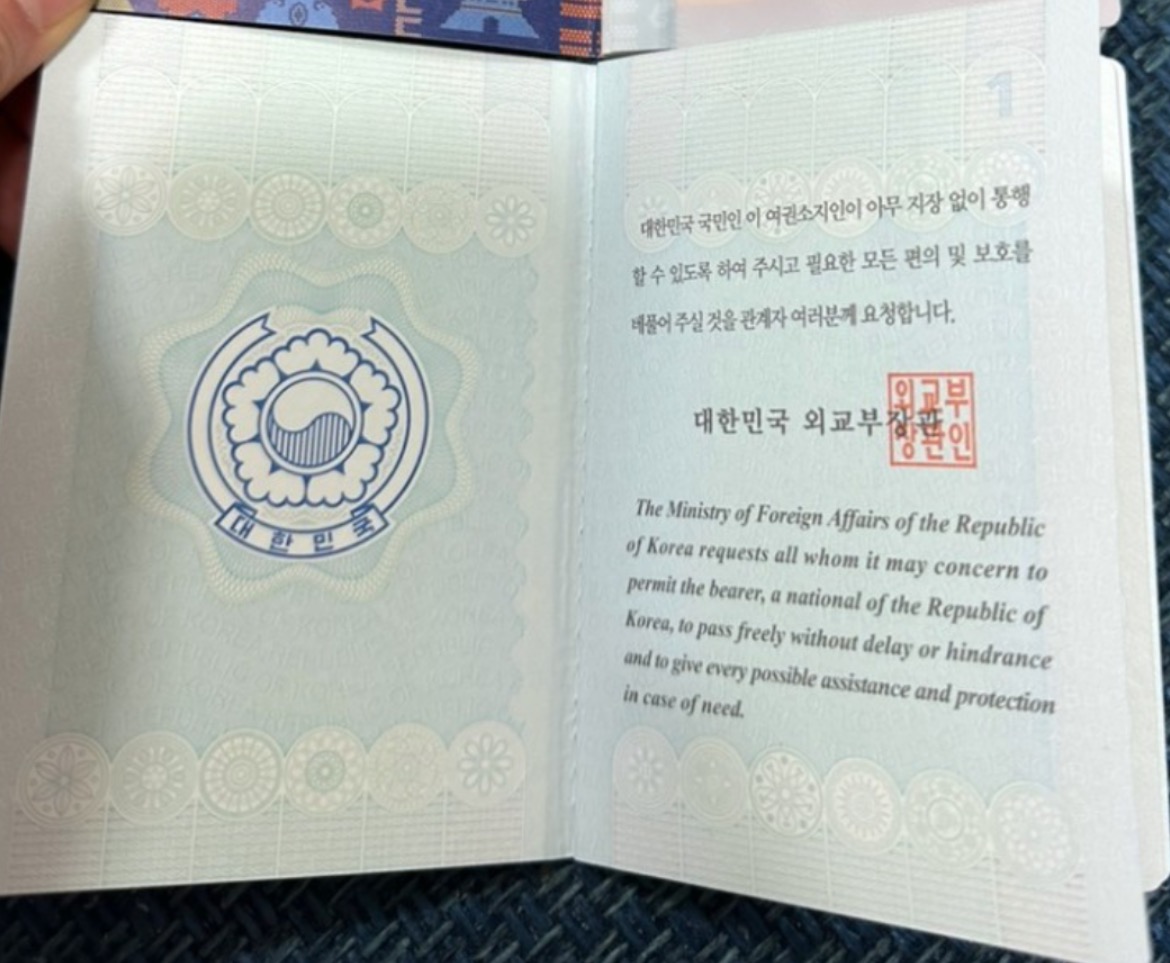 대한민국
1
대한민국 국민인 이 여권소지인이 아무 지장 없이 통행
할 수 있도록 하여 주시고 필요한 모든 편의 및 보호를
베풀어 주실 것을 관계자 여러분께 요청합니다.
대한민국 외교부장관
외교부
장관인
The Ministry of Foreign Affairs of the Republic
of Korea requests all whom it may concern to
permit the bearer, a national of the Republic of
Korea, to pass freely without delay or hindrance
and to give every possible assistance and protection
in case of need.